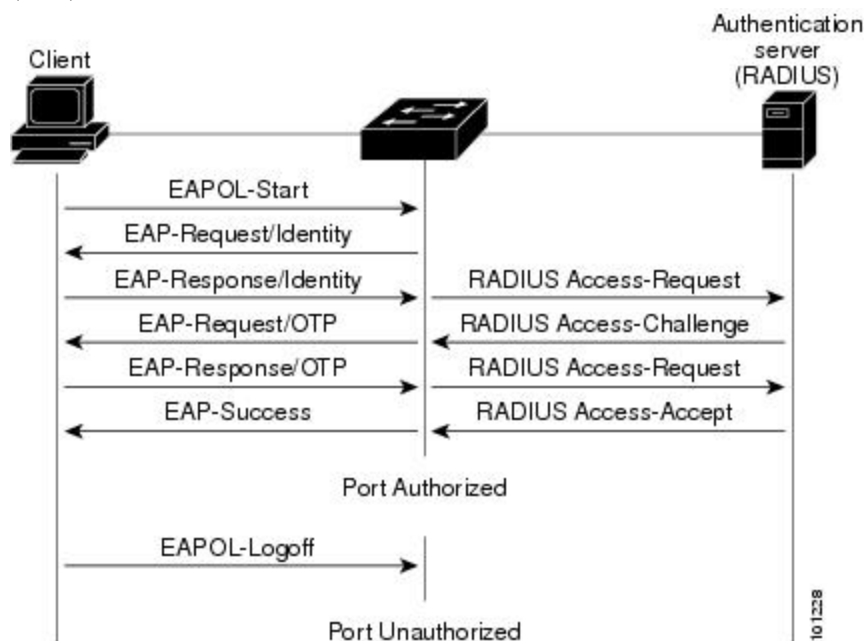 Client
Authentication
server
(RADIUS)
EAPOL-Start
EAP-Request/Identity
EAP-Response/Identity
RADIUS Access-Request
EAP-Request/OTP
RADIUS Access-Challenge
EAP-Response/OTP
RADIUS Access-Request
EAP-Success
RADIUS Access-Accept
Port Authorized
EAPOL-Logoff
Port Unauthorized
101228